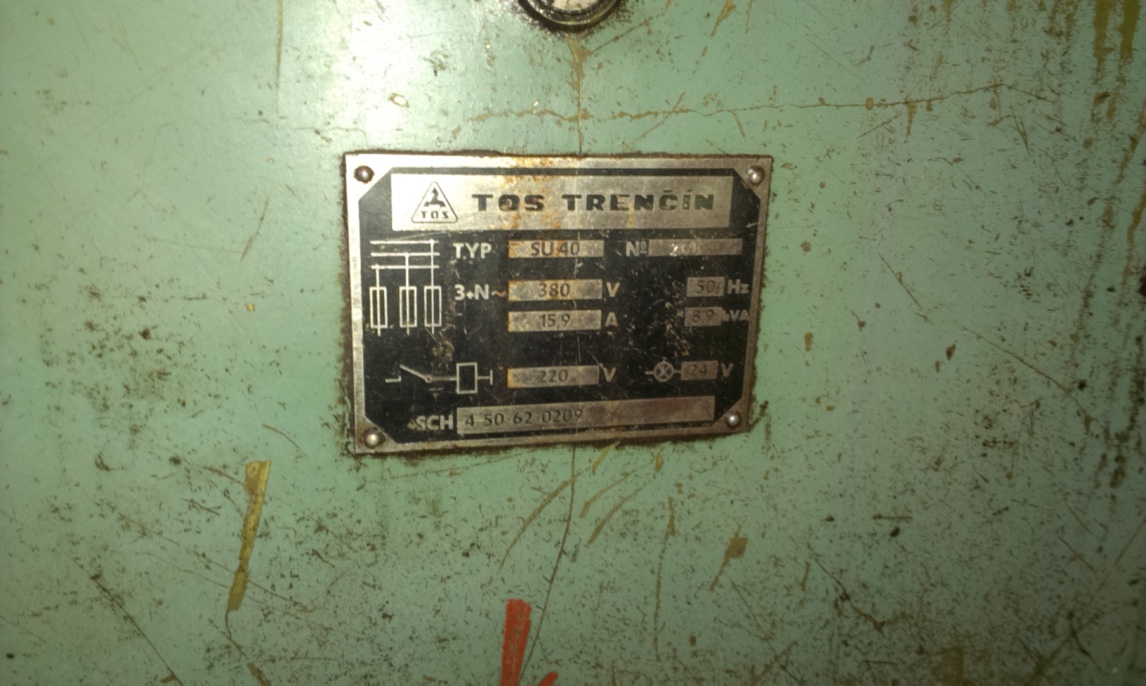 TOS TRENČÍN
TOS
TYP SU 40 №
3+N~ 380 V 50 Hz
15,9 A kVA
220 V 24 V
SCH 4 50 62 0209